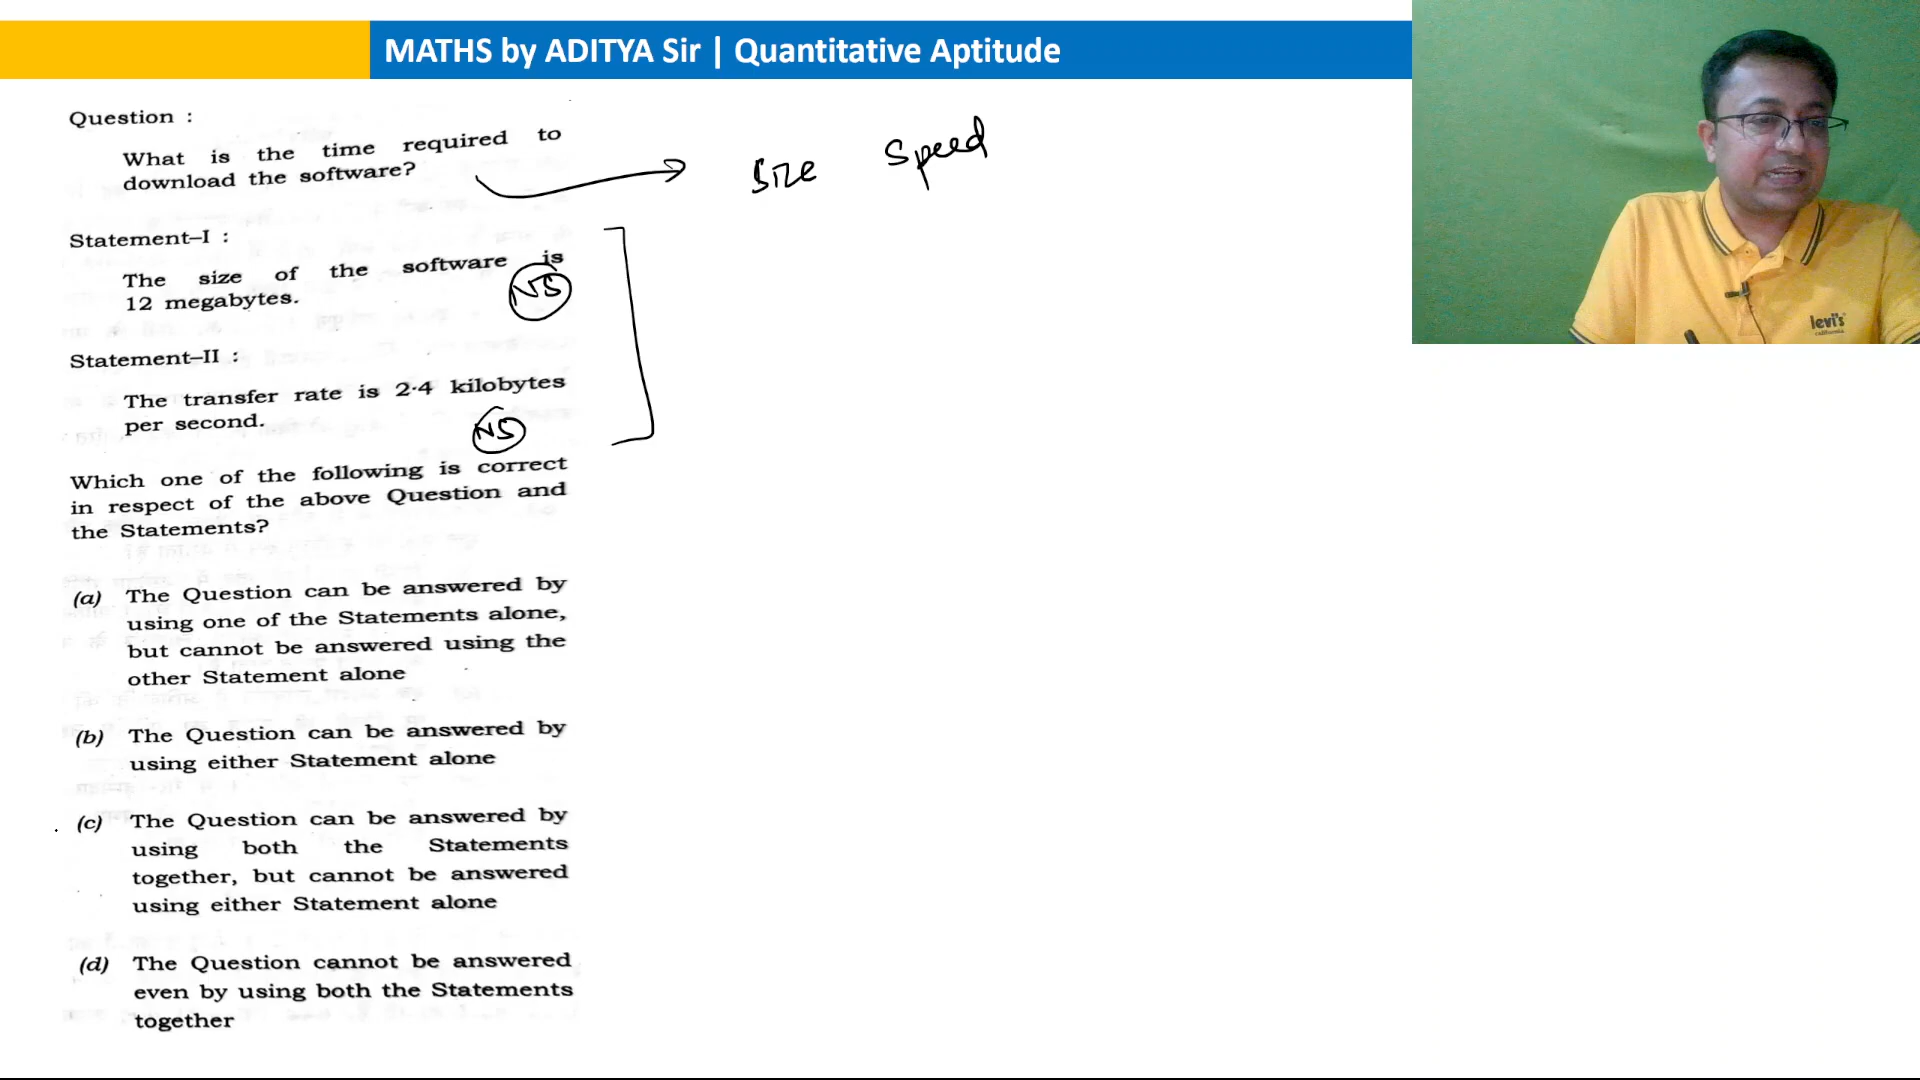 MATHS by ADITYA Sir | Quantitative Aptitude
Question :
What is the time required to
download the software?
Size Speed
Statement–I :
The size of the software is
12 megabytes.
NS
Statement–II :
The transfer rate is 2·4 kilobytes
per second.
NS
Which one of the following is correct
in respect of the above Question and
the Statements?
(a) The Question can be answered by
using one of the Statements alone,
but cannot be answered using the
other Statement alone
(b) The Question can be answered by
using either Statement alone
(c) The Question can be answered by
using both the Statements
together, but cannot be answered
using either Statement alone
(d) The Question cannot be answered
even by using both the Statements
together
levi's
california